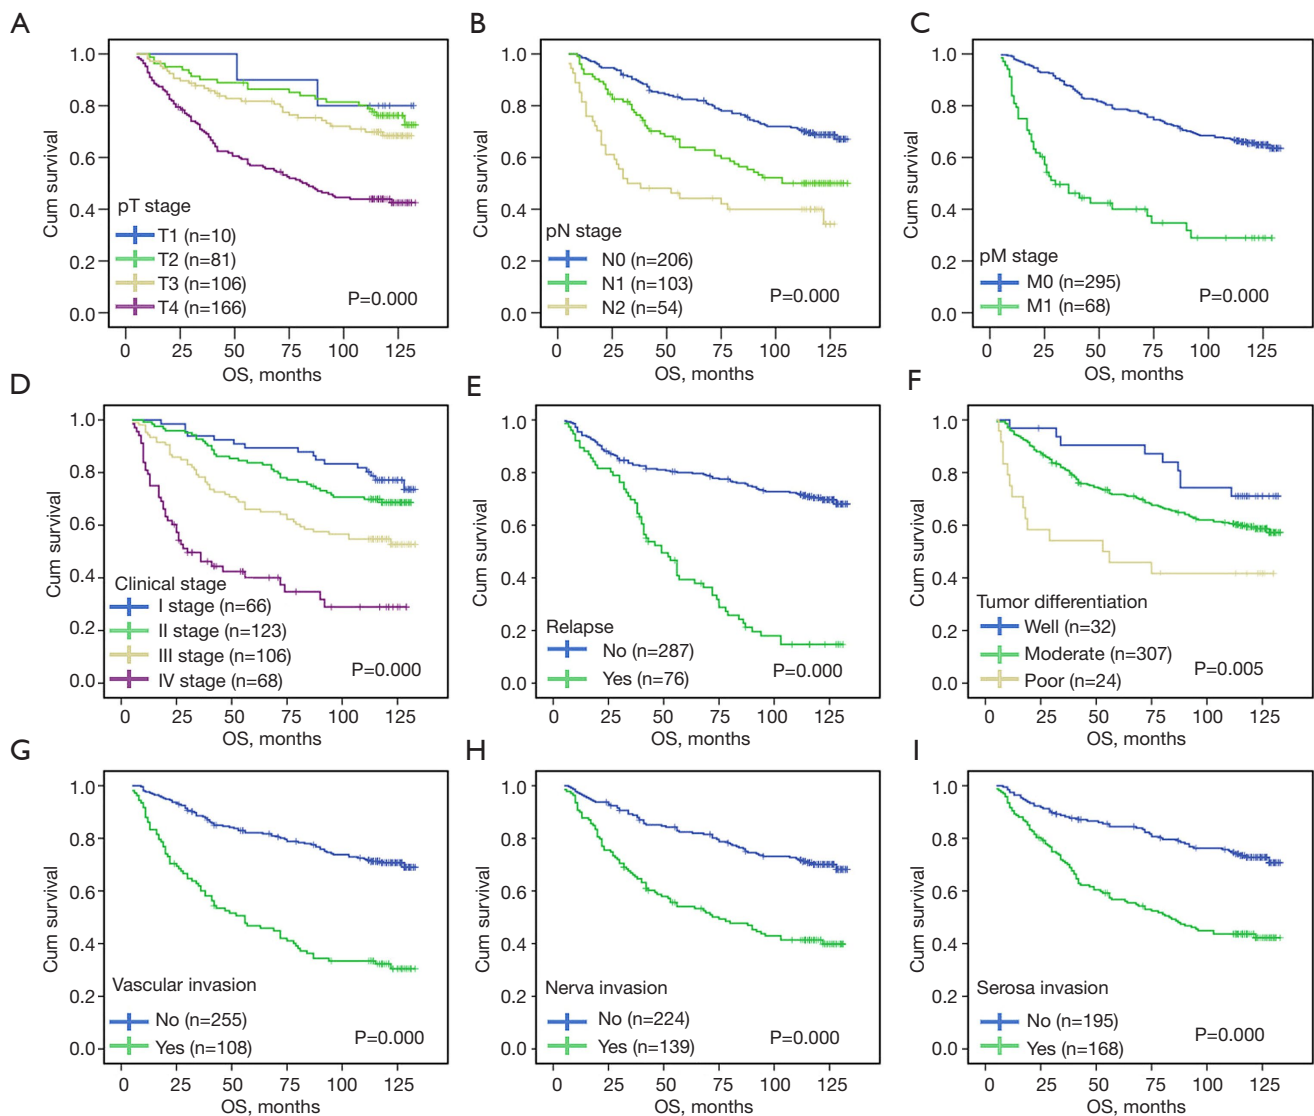 A
Cum survival
1.0
0.8
0.6
0.4
0.2
0.0
pT stage
T1 (n=10)
T2 (n=81)
T3 (n=106)
T4 (n=166)
P=0.000
0 25 50 75 100 125
OS, months
B
Cum survival
1.0
0.8
0.6
0.4
0.2
0.0
pN stage
N0 (n=206)
N1 (n=103)
N2 (n=54)
P=0.000
0 25 50 75 100 125
OS, months
C
Cum survival
1.0
0.8
0.6
0.4
0.2
0.0
pM stage
M0 (n=295)
M1 (n=68)
P=0.000
0 25 50 75 100 125
OS, months
D
Cum survival
1.0
0.8
0.6
0.4
0.2
0.0
Clinical stage
I stage (n=66)
II stage (n=123)
III stage (n=106)
IV stage (n=68)
P=0.000
0 25 50 75 100 125
OS, months
E
Cum survival
1.0
0.8
0.6
0.4
0.2
0.0
Relapse
No (n=287)
Yes (n=76)
P=0.000
0 25 50 75 100 125
OS, months
F
Cum survival
1.0
0.8
0.6
0.4
0.2
0.0
Tumor differentiation
Well (n=32)
Moderate (n=307)
Poor (n=24)
P=0.005
0 25 50 75 100 125
OS, months
G
Cum survival
1.0
0.8
0.6
0.4
0.2
0.0
Vascular invasion
No (n=255)
Yes (n=108)
P=0.000
0 25 50 75 100 125
OS, months
H
Cum survival
1.0
0.8
0.6
0.4
0.2
0.0
Nerva invasion
No (n=224)
Yes (n=139)
P=0.000
0 25 50 75 100 125
OS, months
I
Cum survival
1.0
0.8
0.6
0.4
0.2
0.0
Serosa invasion
No (n=195)
Yes (n=168)
P=0.000
0 25 50 75 100 125
OS, months